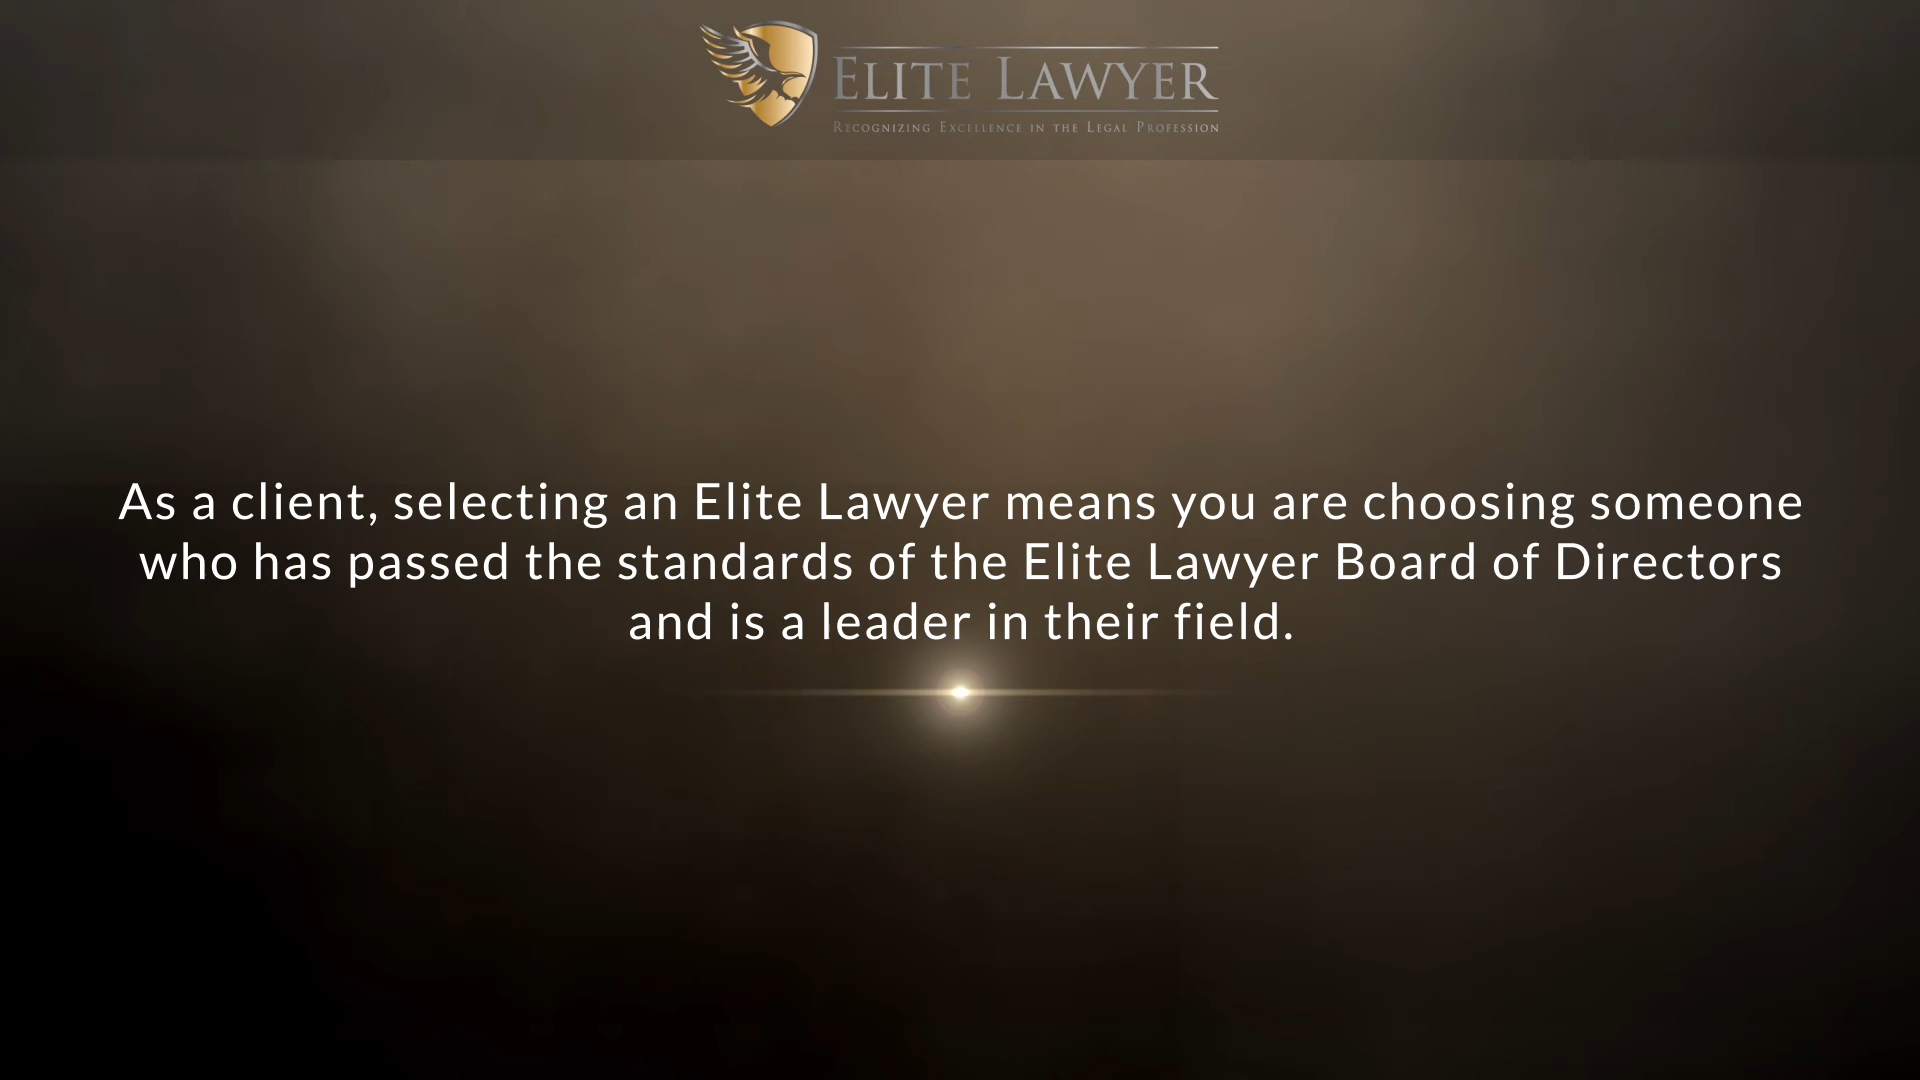 ELITE LAWYER
RECOGNIZING EXCELLENCE IN THE LEGAL PROFESSION
As a client, selecting an Elite Lawyer means you are choosing someone
who has passed the standards of the Elite Lawyer Board of Directors
and is a leader in their field.